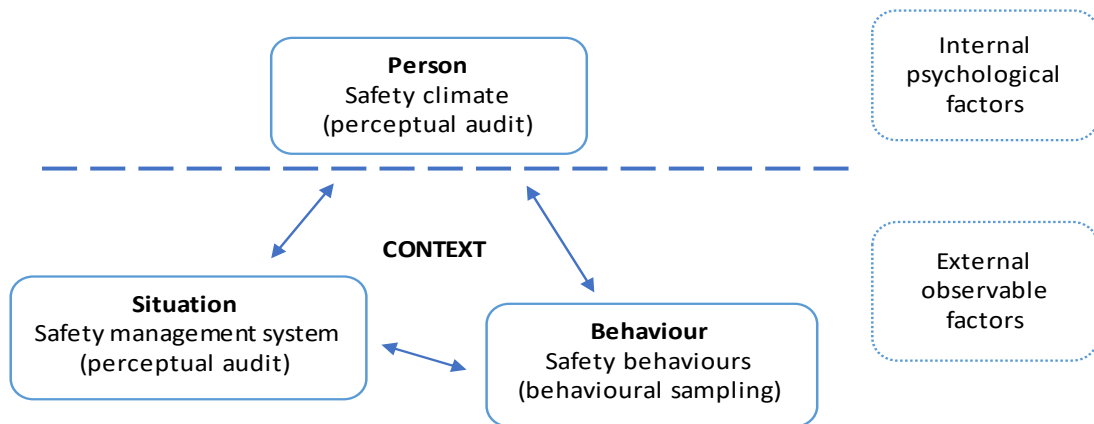 Person
Safety climate
(perceptual audit)
Internal
psychological
factors
CONTEXT
Situation
Safety management system
(perceptual audit)
Behaviour
Safety behaviours
(behavioural sampling)
External
observable
factors